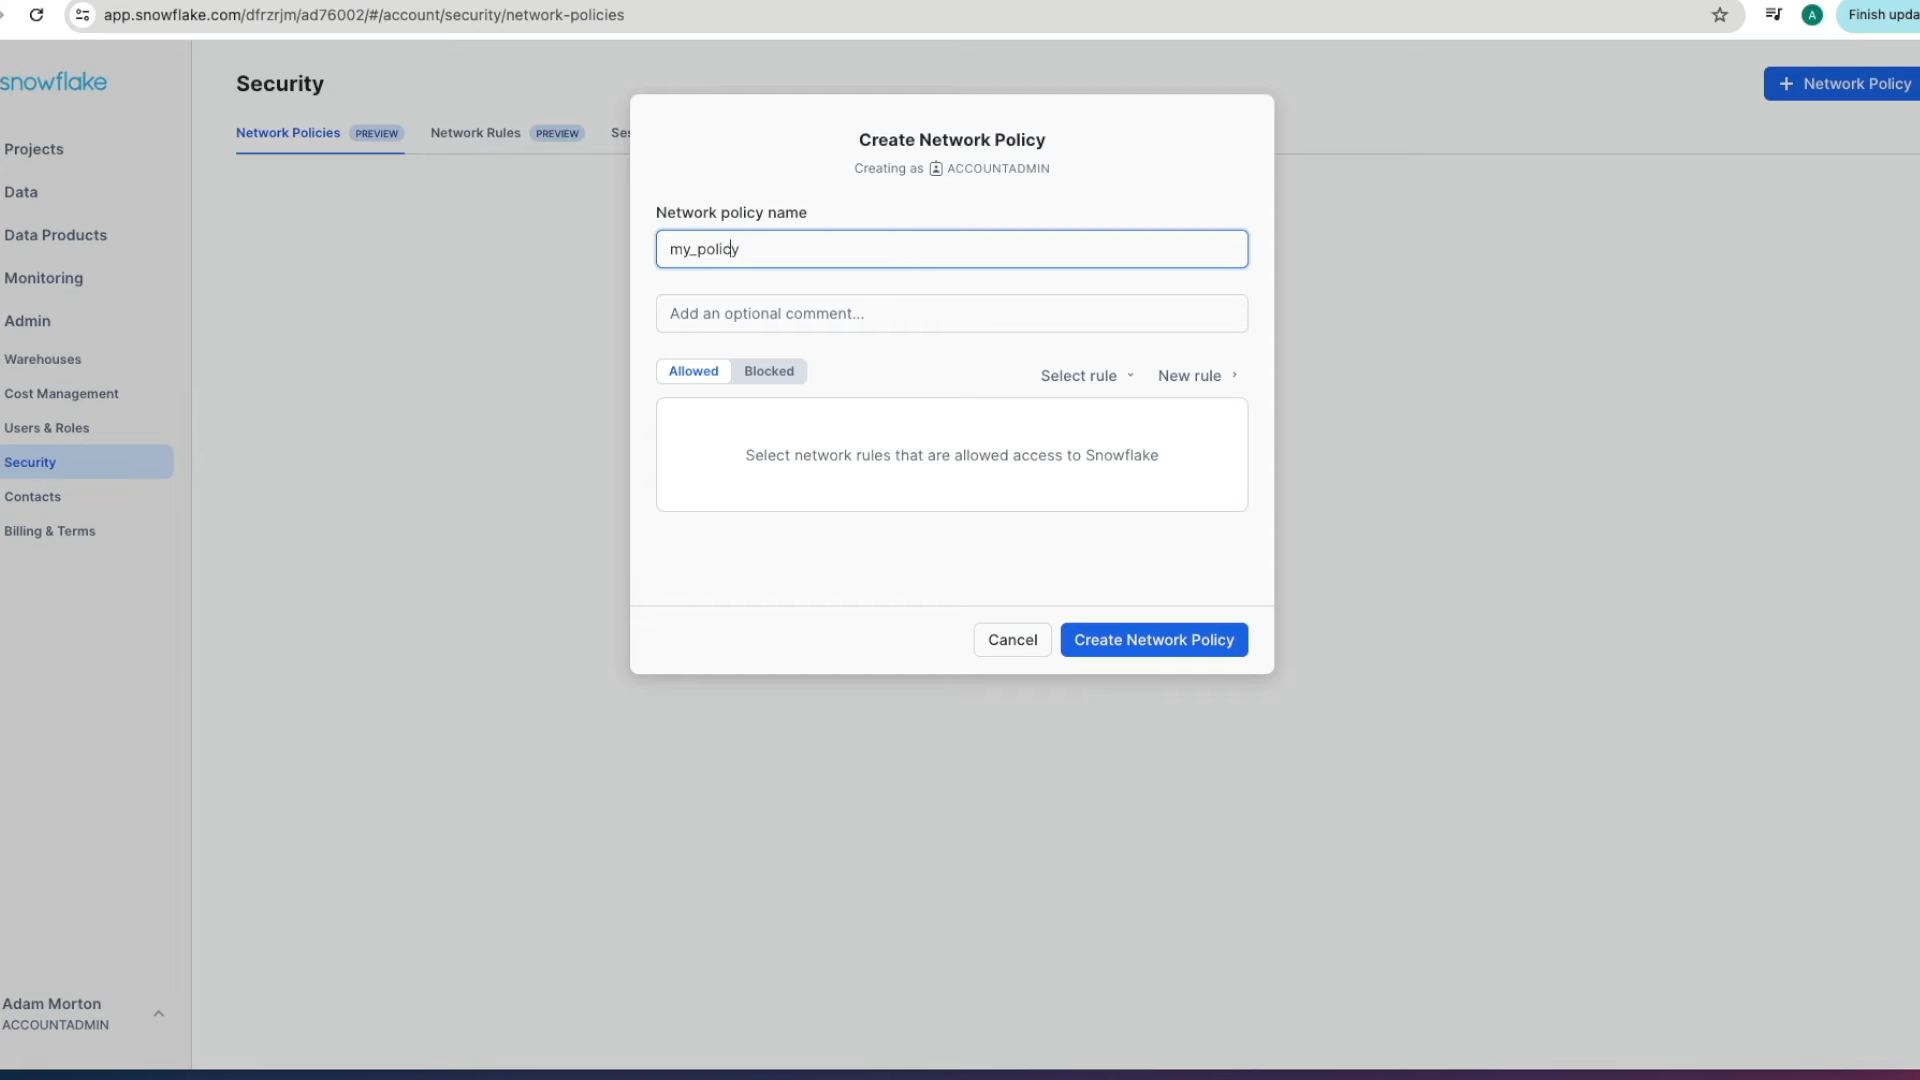 app.snowflake.com/dfrzrjm/ad76002/#/account/security/network-policies
A
Finish upda
snowflake
Security
+ Network Policy
Network Policies PREVIEW
Network Rules PREVIEW
Ses
Projects
Data
Data Products
Monitoring
Admin
Warehouses
Cost Management
Users & Roles
Security
Contacts
Billing & Terms
Create Network Policy
Creating as ACCOUNTADMIN
Network policy name
my_policy
Add an optional comment...
Allowed Blocked
Select rule
New rule
Select network rules that are allowed access to Snowflake
Cancel
Create Network Policy
Adam Morton
ACCOUNTADMIN